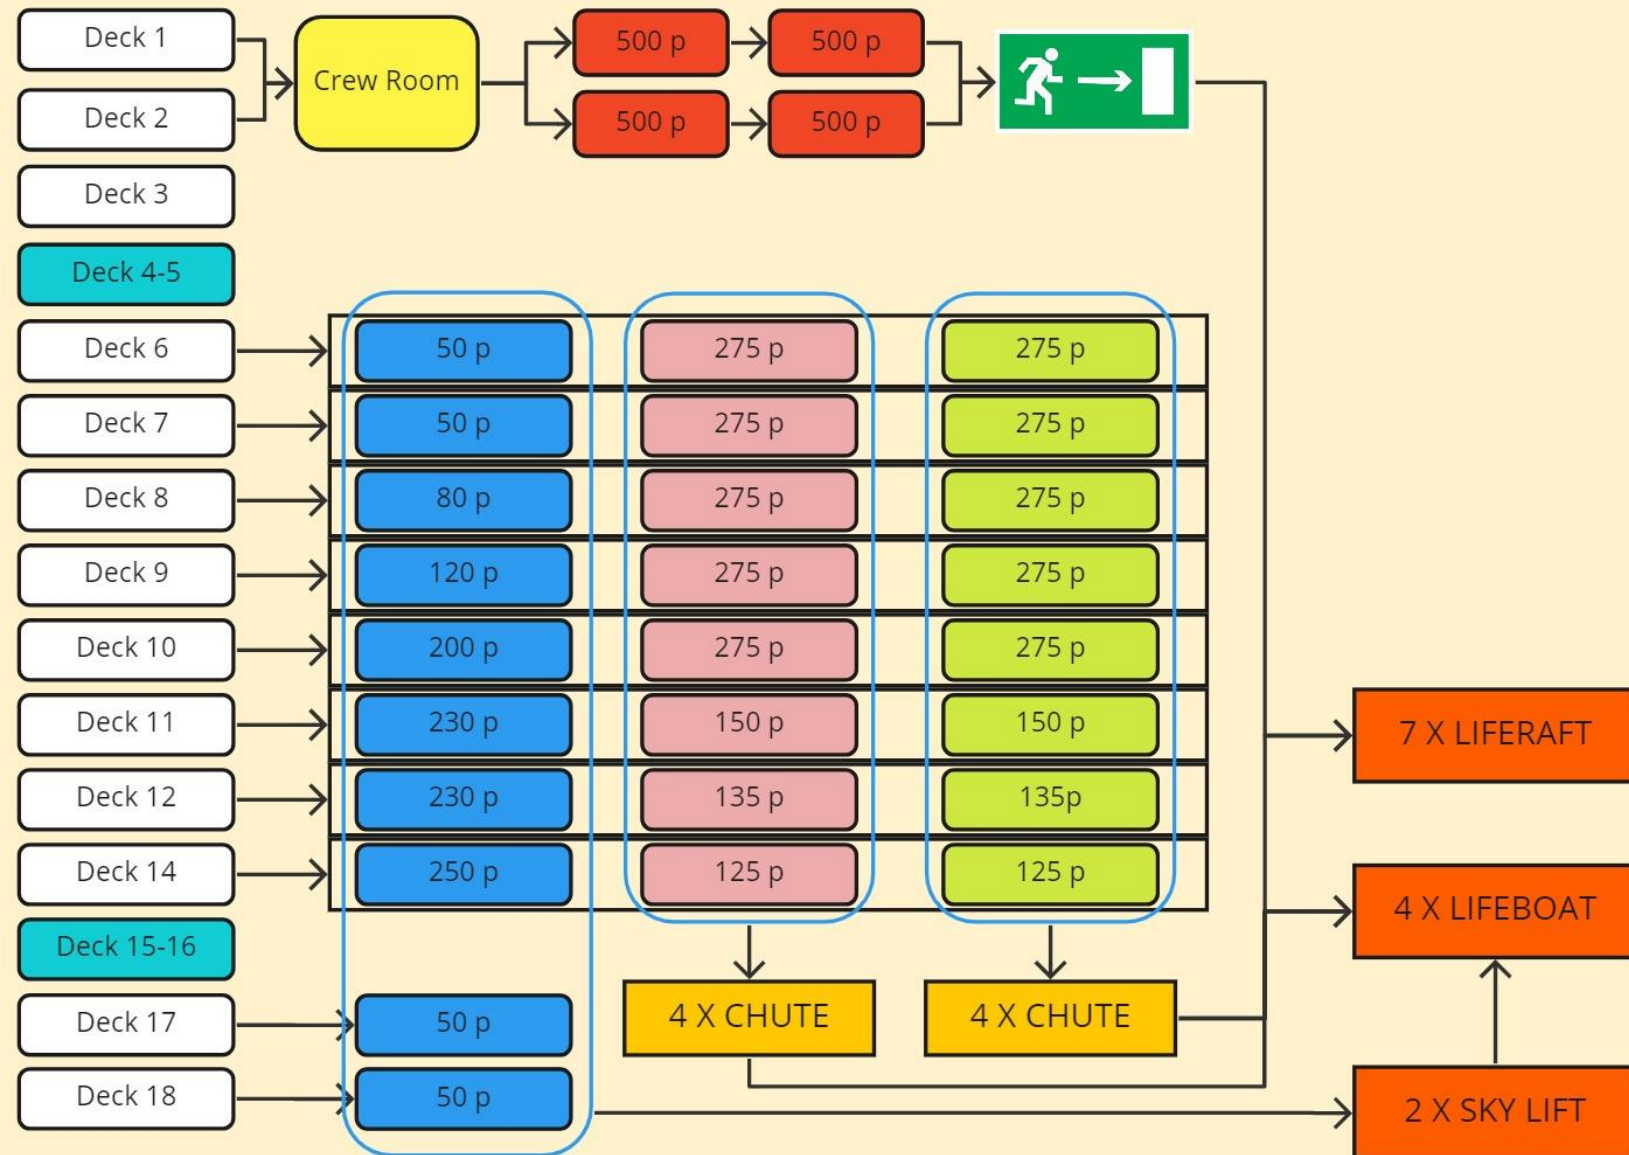 Deck 1
Crew Room
500 p
500 p
Deck 2
500 p
500 p
Deck 3
Deck 4-5
Deck 6
50 p
275 p
275 p
Deck 7
50 p
275 p
275 p
Deck 8
80 p
275 p
275 p
Deck 9
120 p
275 p
275 p
Deck 10
200 p
275 p
275 p
Deck 11
230 p
150 p
150 p
7 X LIFERAFT
Deck 12
230 p
135 p
135p
Deck 14
250 p
125 p
125 p
4 X LIFEBOAT
Deck 15-16
Deck 17
50 p
4 X CHUTE
4 X CHUTE
Deck 18
50 p
2 X SKY LIFT